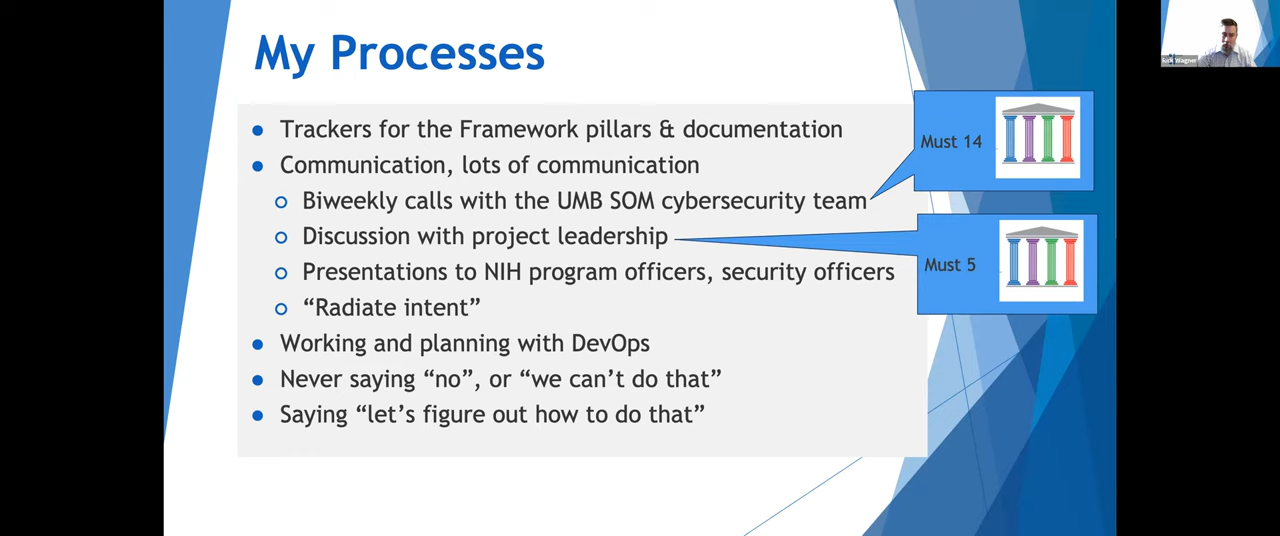 My Processes
Trackers for the Framework pillars & documentation
Communication, lots of communication
Biweekly calls with the UMB SOM cybersecurity team
Discussion with project leadership
Presentations to NIH program officers, security officers
“Radiate intent”
Working and planning with DevOps
Never saying “no”, or “we can’t do that”
Saying “let’s figure out how to do that”
Must 14
Must 5
Rick Wagner